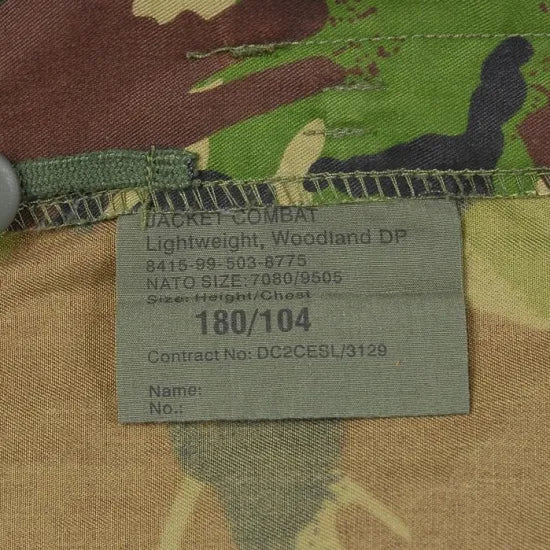 JACKET COMBAT
Lightweight, Woodland DP
8415-99-503-8775
NATO SIZE: 7080/9505
Size: Height/Chest
180/104
Contract No: DC2CESL/3129
Name:
No.: